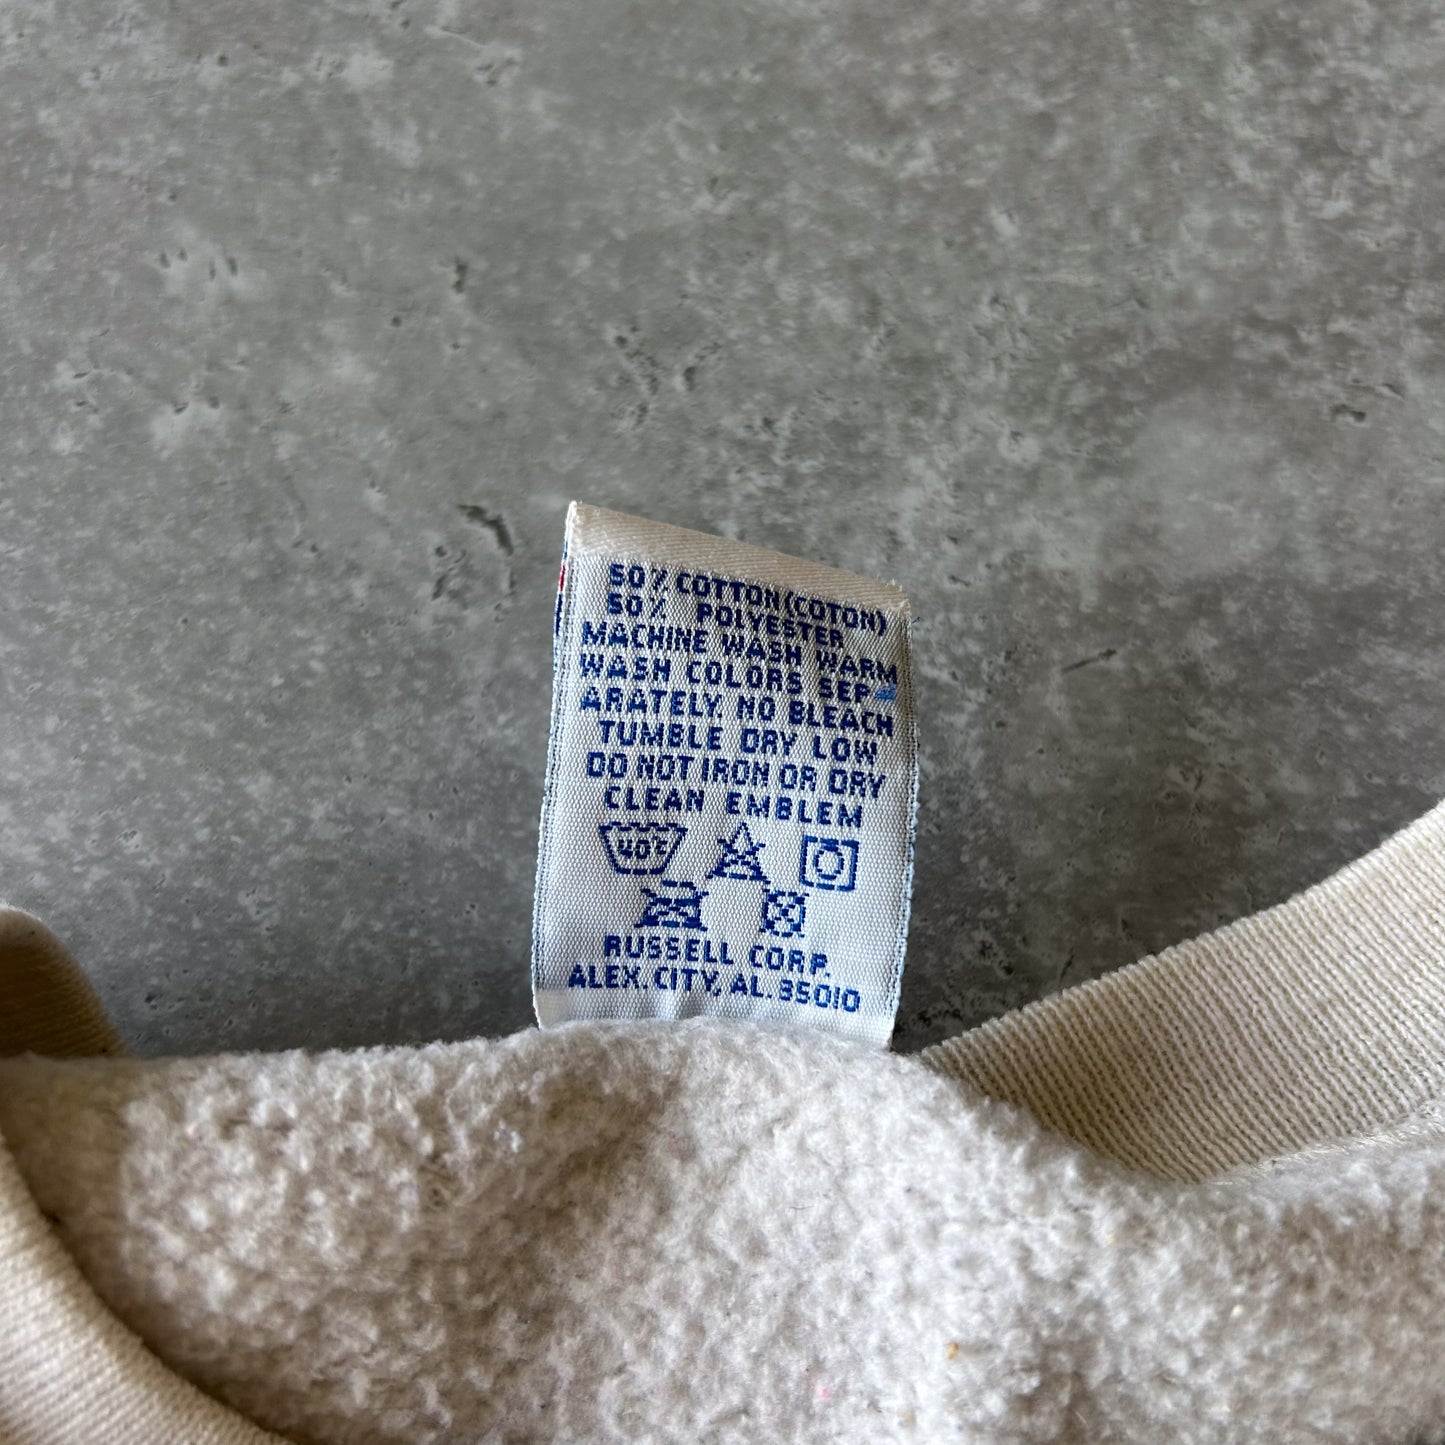 50% COTTON(COTON)
50% POLYESTER
MACHINE WASH WARM
WASH COLORS SEP-
ARATELY. NO BLEACH
TUMBLE DRY LOW
DO NOT IRON OR DRY
CLEAN EMBLEM
40°C
RUSSELL CORP.
ALEX. CITY, AL. 35010